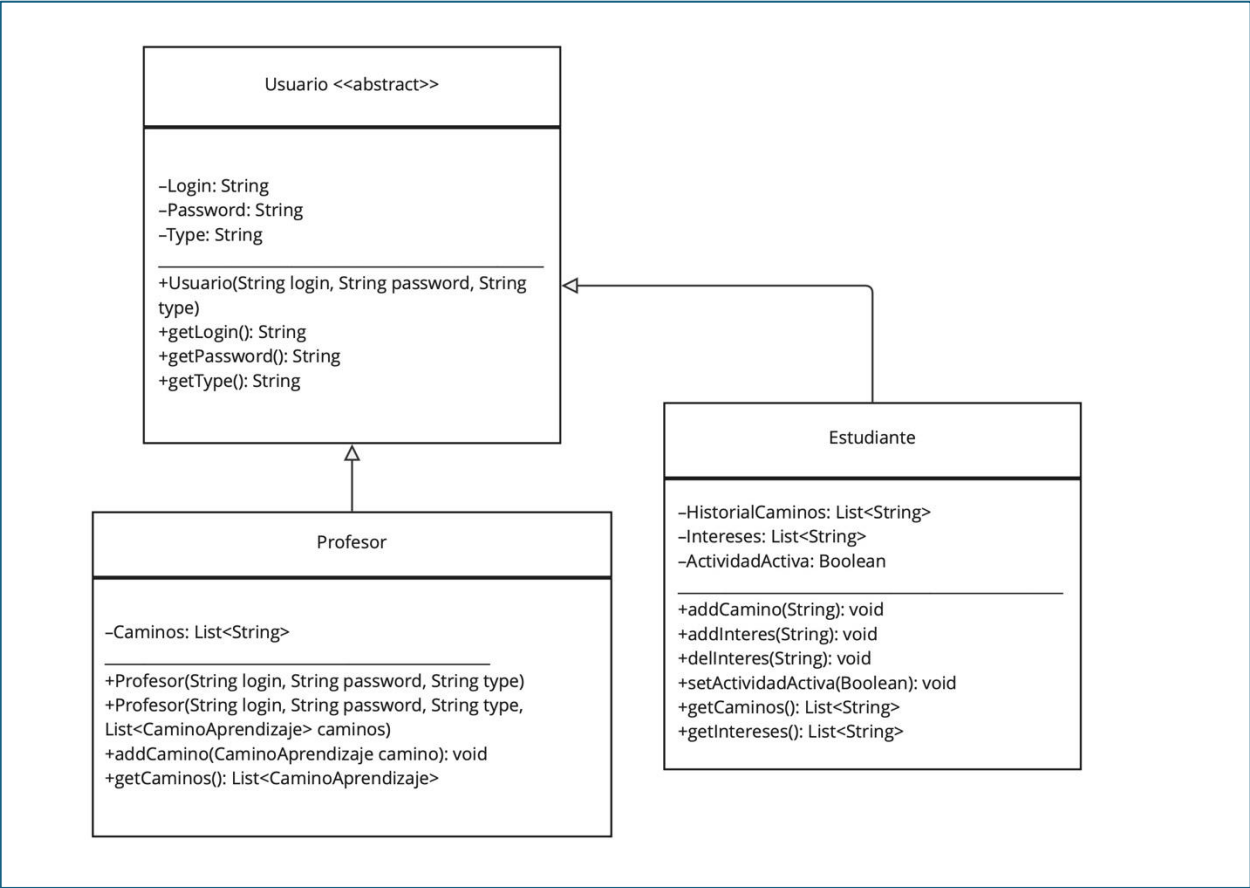 Usuario <<abstract>>
–Login: String
–Password: String
–Type: String
+Usuario(String login, String password, String
type)
+getLogin(): String
+getPassword(): String
+getType(): String
Profesor
–Caminos: List<String>
+Profesor(String login, String password, String type)
+Profesor(String login, String password, String type,
List<CaminoAprendizaje> caminos)
+addCamino(CaminoAprendizaje camino): void
+getCaminos(): List<CaminoAprendizaje>
Estudiante
–HistorialCaminos: List<String>
–Intereses: List<String>
–ActividadActiva: Boolean
+addCamino(String): void
+addInteres(String): void
+delInteres(String): void
+setActividadActiva(Boolean): void
+getCaminos(): List<String>
+getIntereses(): List<String>